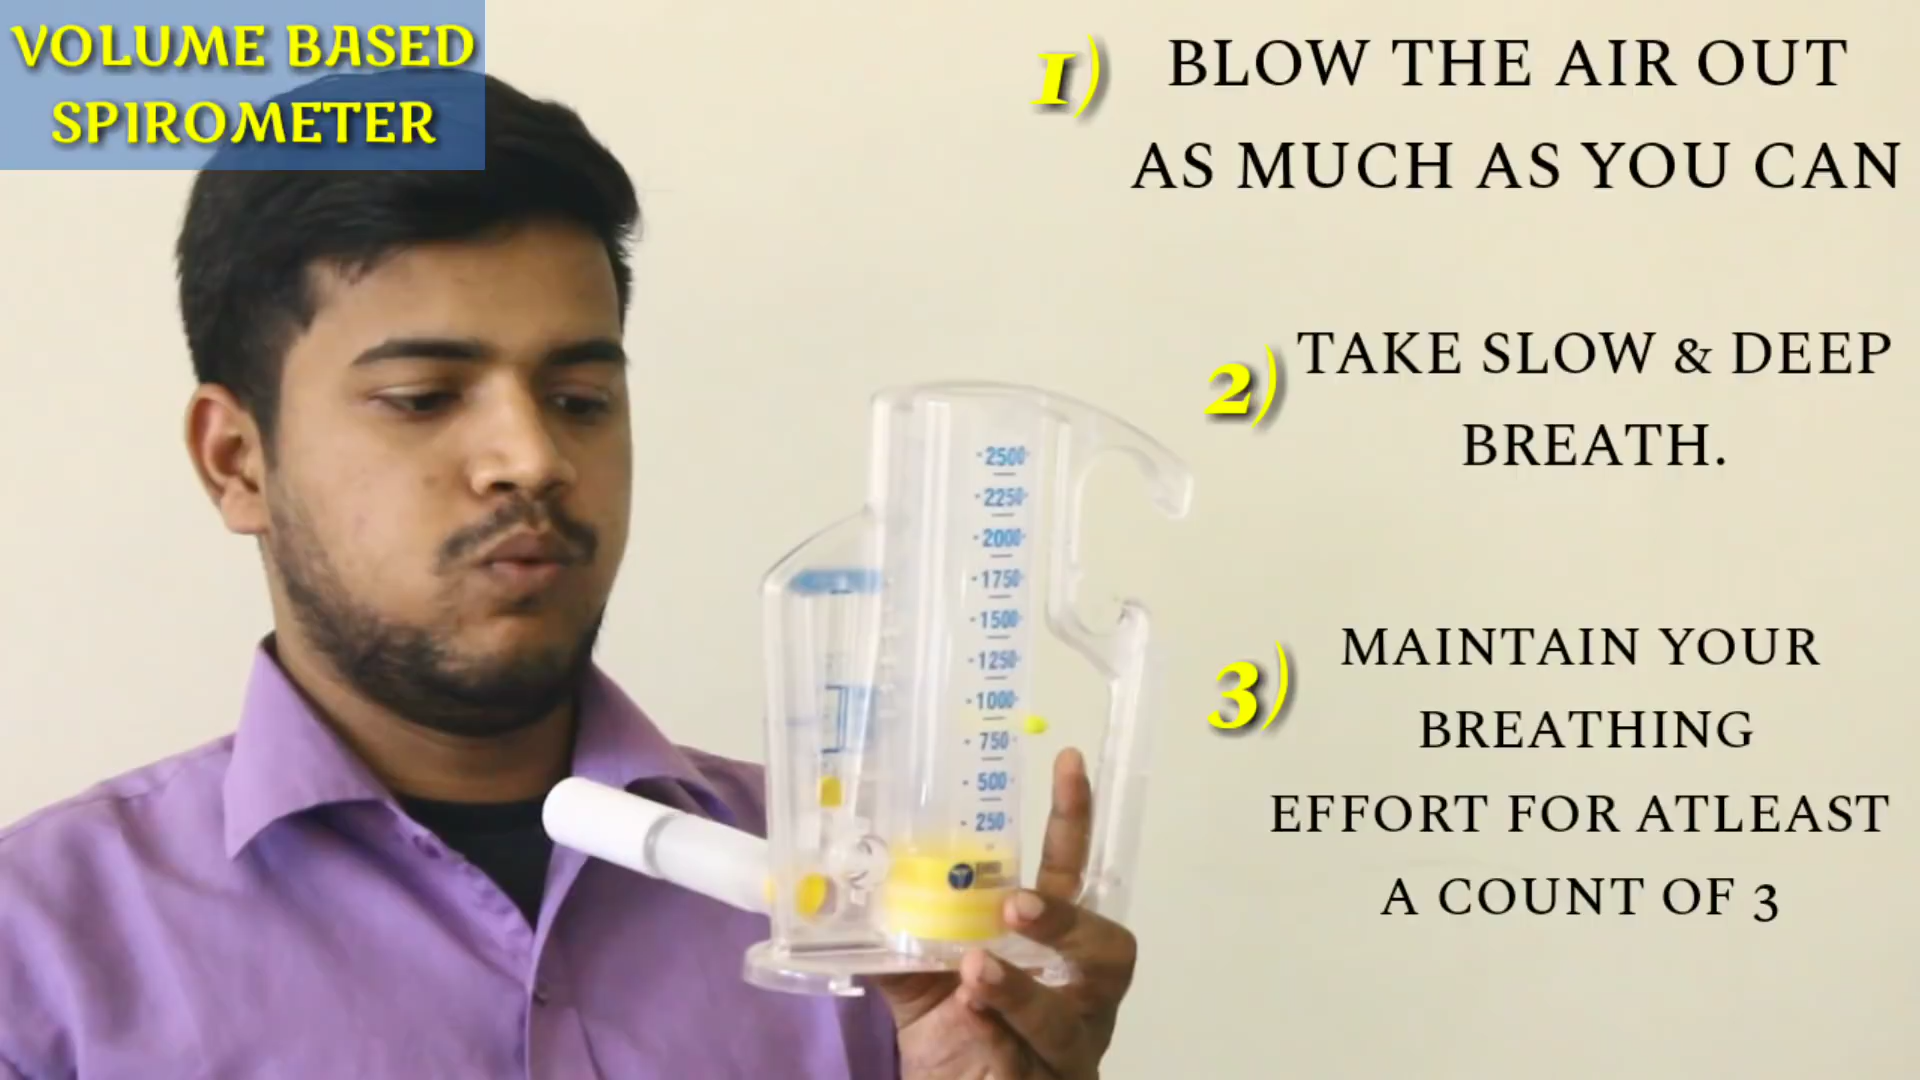 VOLUME BASED
SPIROMETER
1) BLOW THE AIR OUT
AS MUCH AS YOU CAN
2) TAKE SLOW & DEEP
BREATH.
3) MAINTAIN YOUR
BREATHING
EFFORT FOR ATLEAST
A COUNT OF 3
2500
2250
2000
1750
1500
1250
1000
750
500
250